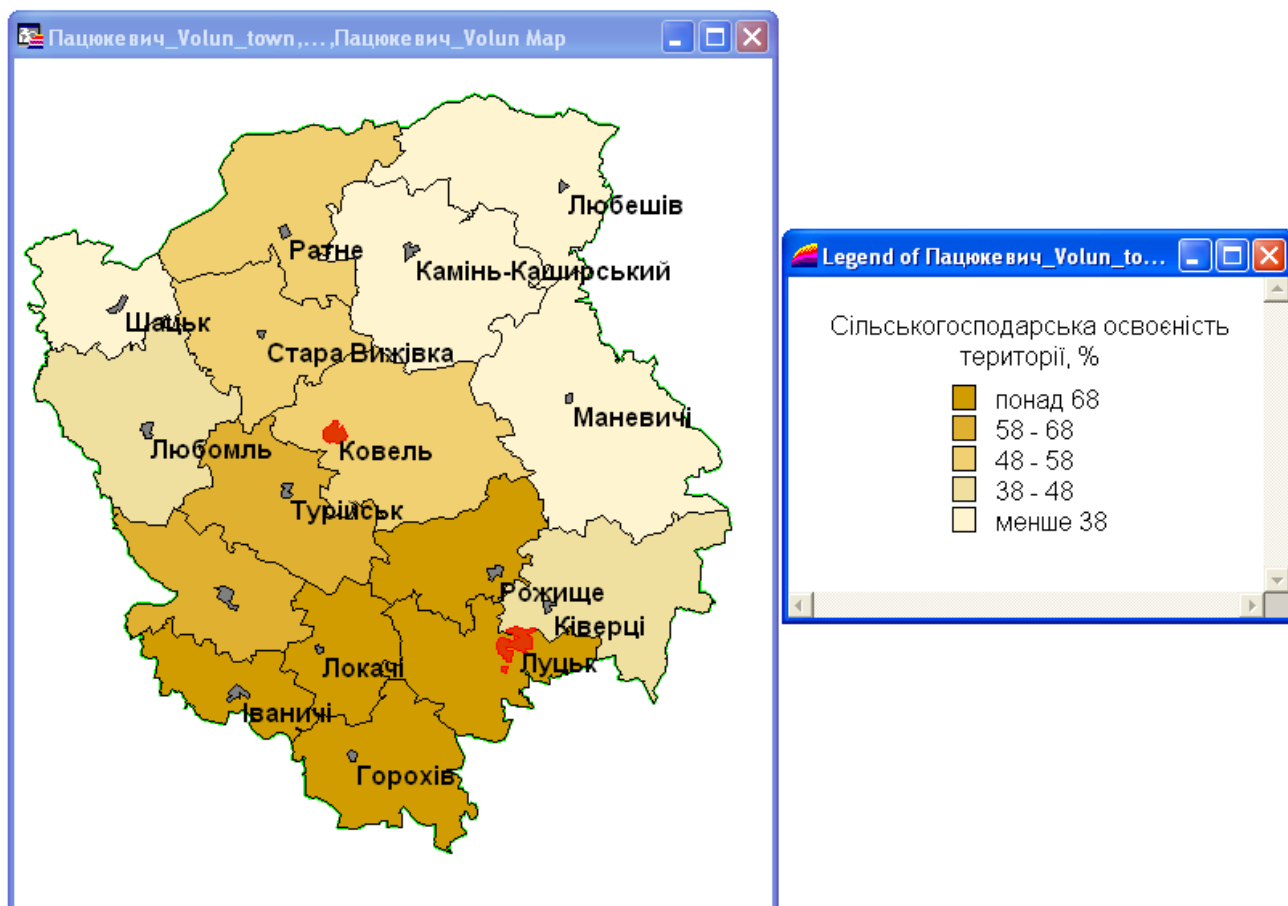 Пацюкевич_Volun_town,...,Пацюкевич_Volun Map
Любешів
Ратне
Камінь-Каширський
Шацьк
Стара Вижівка
Маневичі
Любомль
Ковель
Турійськ
Рожище
Ківерці
Луцьк
Локачі
Іваничі
Горохів
Legend of Пацюкевич_Volun_to...
Сільськогосподарська освоєність
території, %
понад 68
58 - 68
48 - 58
38 - 48
менше 38